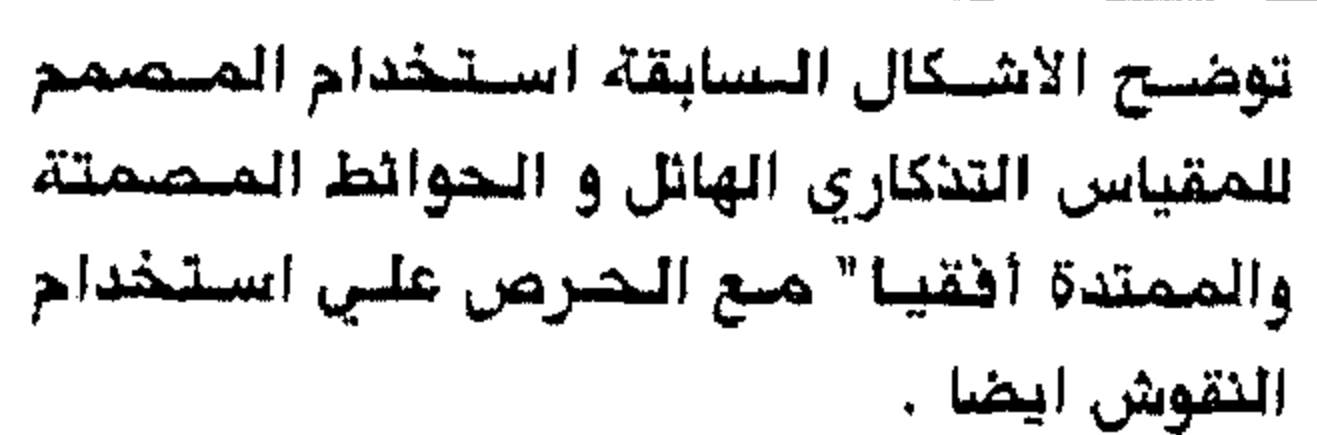 توضح الاشكال السابقة استخدام المصمم
للمقياس التذكاري الهائل و الحوائط المصمتة
والممتدة أفقيا" مع الحرص علي استخدام
النقوش ايضا .